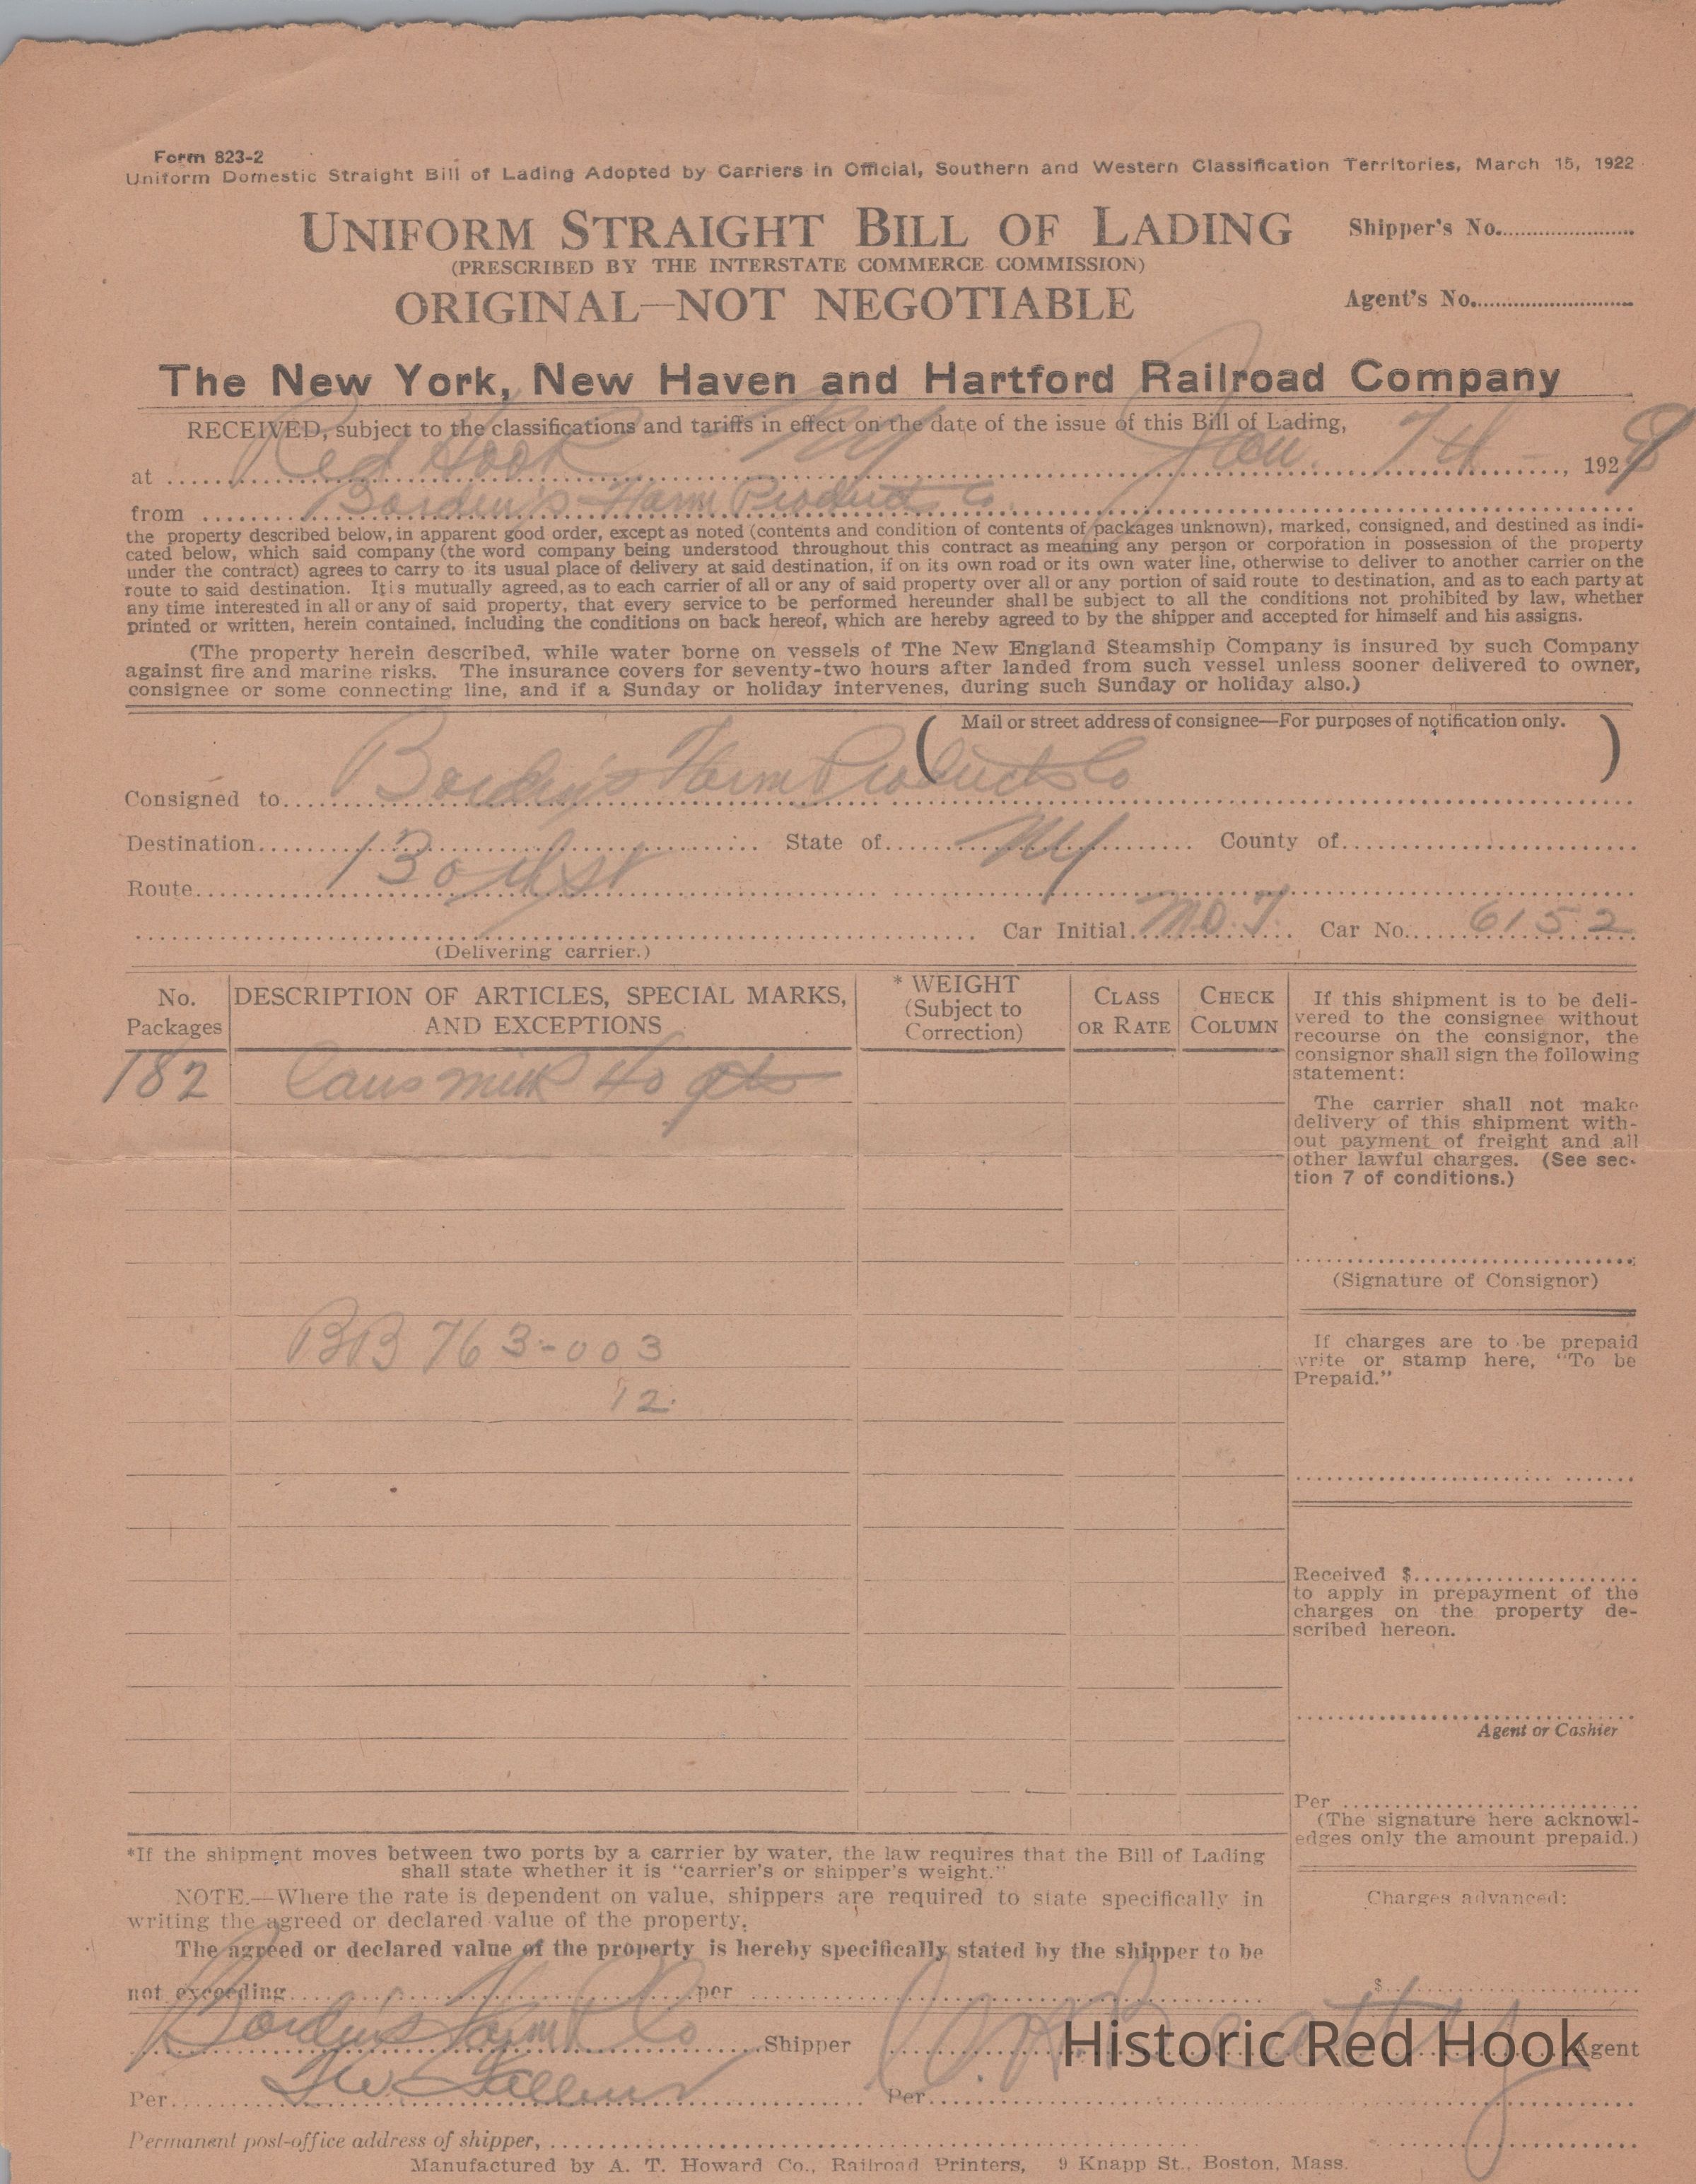 Form 823-2
Uniform Domestic Straight Bill of Lading Adopted by Carriers in Official, Southern and Western Classification Territories, March 15, 1922
UNIFORM STRAIGHT BILL OF LADING
Shipper's No.
(PRESCRIBED BY THE INTERSTATE COMMERCE COMMISSION)
ORIGINAL—NOT NEGOTIABLE
Agent's No.
The New York, New Haven and Hartford Railroad Company
RECEIVED, subject to the classifications and tariffs in effect on the date of the issue of this Bill of Lading,
at Red Hook NY Jan. 7th - , 1928
from Borden's Farm Products Co.
the property described below, in apparent good order, except as noted (contents and condition of contents of packages unknown), marked, consigned, and destined as indi-
cated below, which said company (the word company being understood throughout this contract as meaning any person or corporation in possession of the property
under the contract) agrees to carry to its usual place of delivery at said destination, if on its own road or its own water line, otherwise to deliver to another carrier on the
route to said destination. It is mutually agreed, as to each carrier of all or any of said property over all or any portion of said route to destination, and as to each party at
any time interested in all or any of said property, that every service to be performed hereunder shall be subject to all the conditions not prohibited by law, whether
printed or written, herein contained, including the conditions on back hereof, which are hereby agreed to by the shipper and accepted for himself and his assigns.
(The property herein described, while water borne on vessels of The New England Steamship Company is insured by such Company
against fire and marine risks. The insurance covers for seventy-two hours after landed from such vessel unless sooner delivered to owner,
consignee or some connecting line, and if a Sunday or holiday intervenes, during such Sunday or holiday also.)
(Mail or street address of consignee—For purposes of notification only.)
Consigned to Borden's Farm Products Co
Destination 130th st State of NY County of
Route
Car Initial M.D.T. Car No. 6152
(Delivering carrier.)
No. Packages
DESCRIPTION OF ARTICLES, SPECIAL MARKS, AND EXCEPTIONS
* WEIGHT (Subject to Correction)
CLASS OR RATE
CHECK COLUMN
182 Cans milk 40 qts
BB 763-003
12.
If this shipment is to be deli-
vered to the consignee without
recourse on the consignor, the
consignor shall sign the following
statement:
The carrier shall not make
delivery of this shipment with-
out payment of freight and all
other lawful charges. (See sec-
tion 7 of conditions.)
(Signature of Consignor)
If charges are to be prepaid
write or stamp here, "To be
Prepaid."
Received $
to apply in prepayment of the
charges on the property de-
scribed hereon.
Agent or Cashier
Per
(The signature here acknowl-
edges only the amount prepaid.)
Charges advanced:
$
*If the shipment moves between two ports by a carrier by water, the law requires that the Bill of Lading
shall state whether it is "carrier's or shipper's weight."
NOTE.—Where the rate is dependent on value, shippers are required to state specifically in
writing the agreed or declared value of the property.
The agreed or declared value of the property is hereby specifically stated by the shipper to be
not exceeding per
Borden's Farm P Co Shipper Beatty Agent
Historic Red Hook
Per Per
Permanent post-office address of shipper,
Manufactured by A. T. Howard Co., Railroad Printers, 9 Knapp St., Boston, Mass.